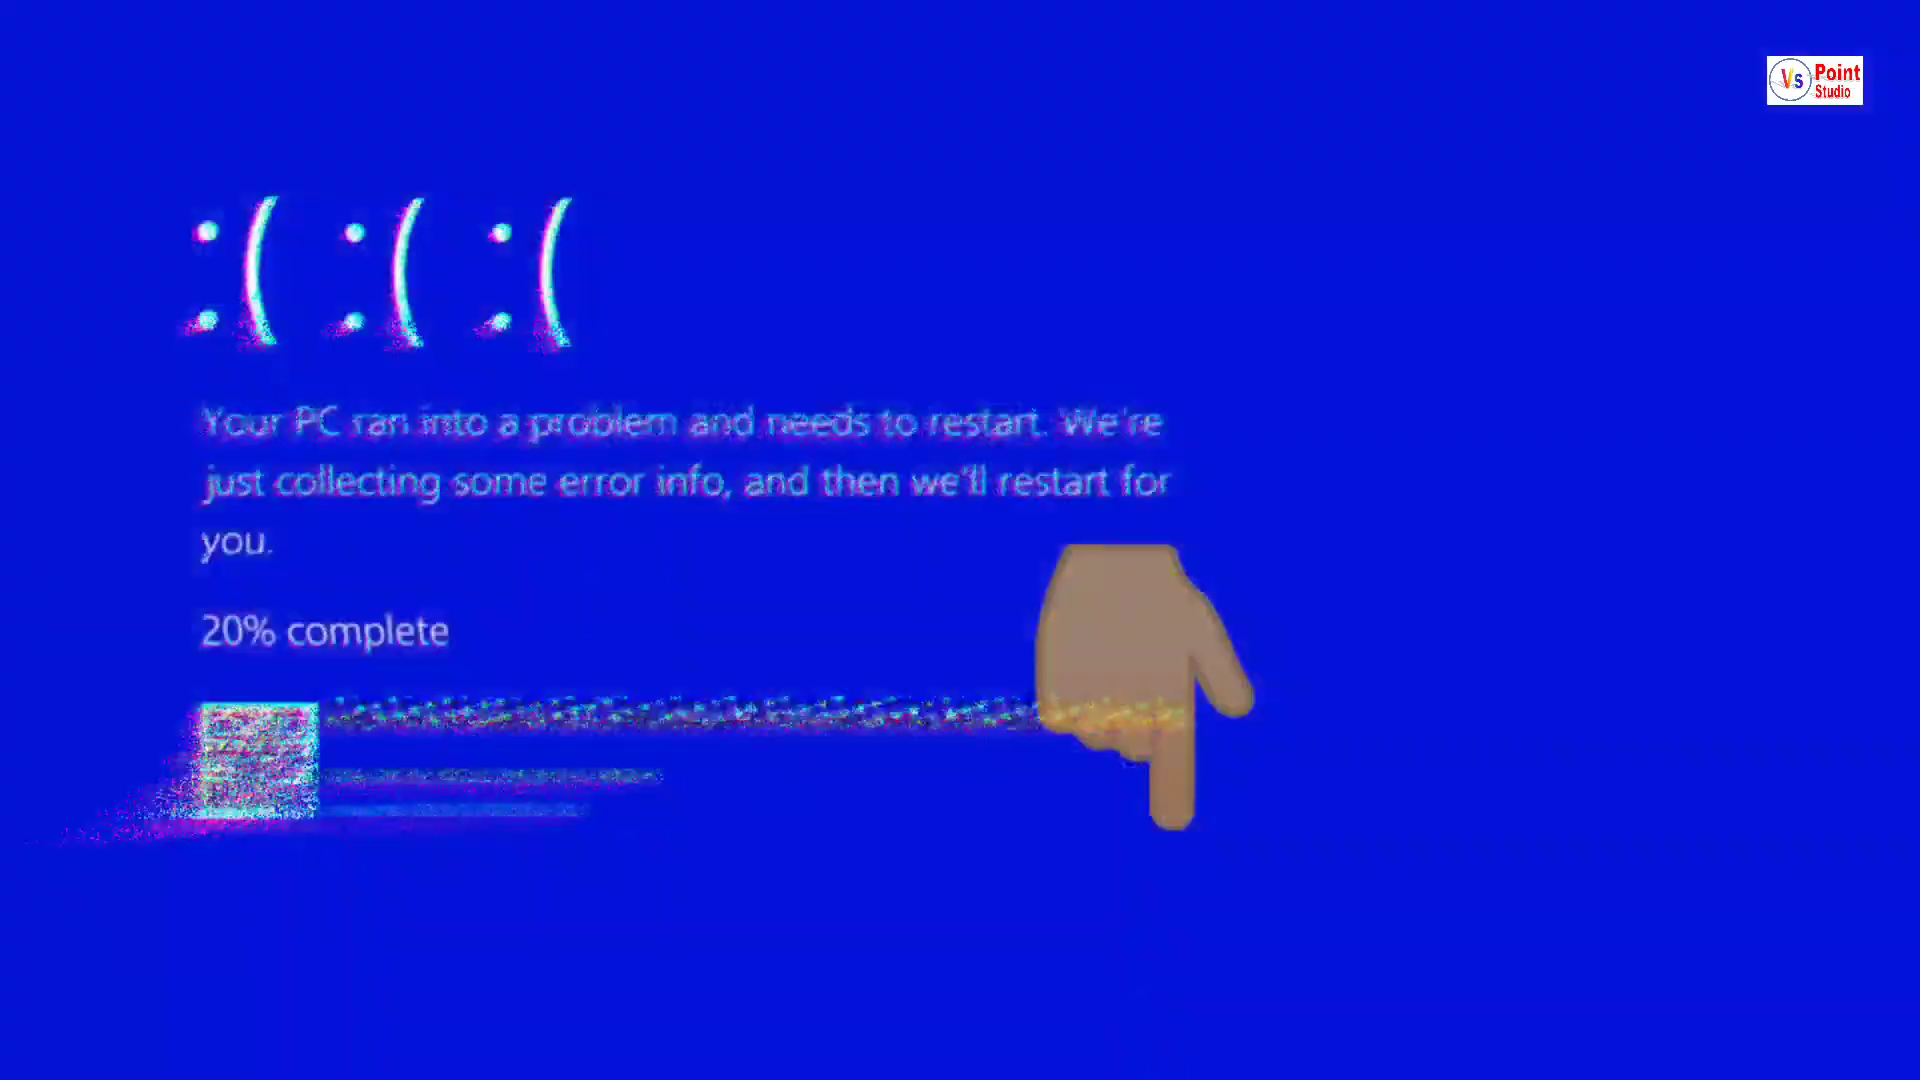 Vs Point
Studio
:( :( :(
Your PC ran into a problem and needs to restart. We're
just collecting some error info, and then we'll restart for
you.
20% complete